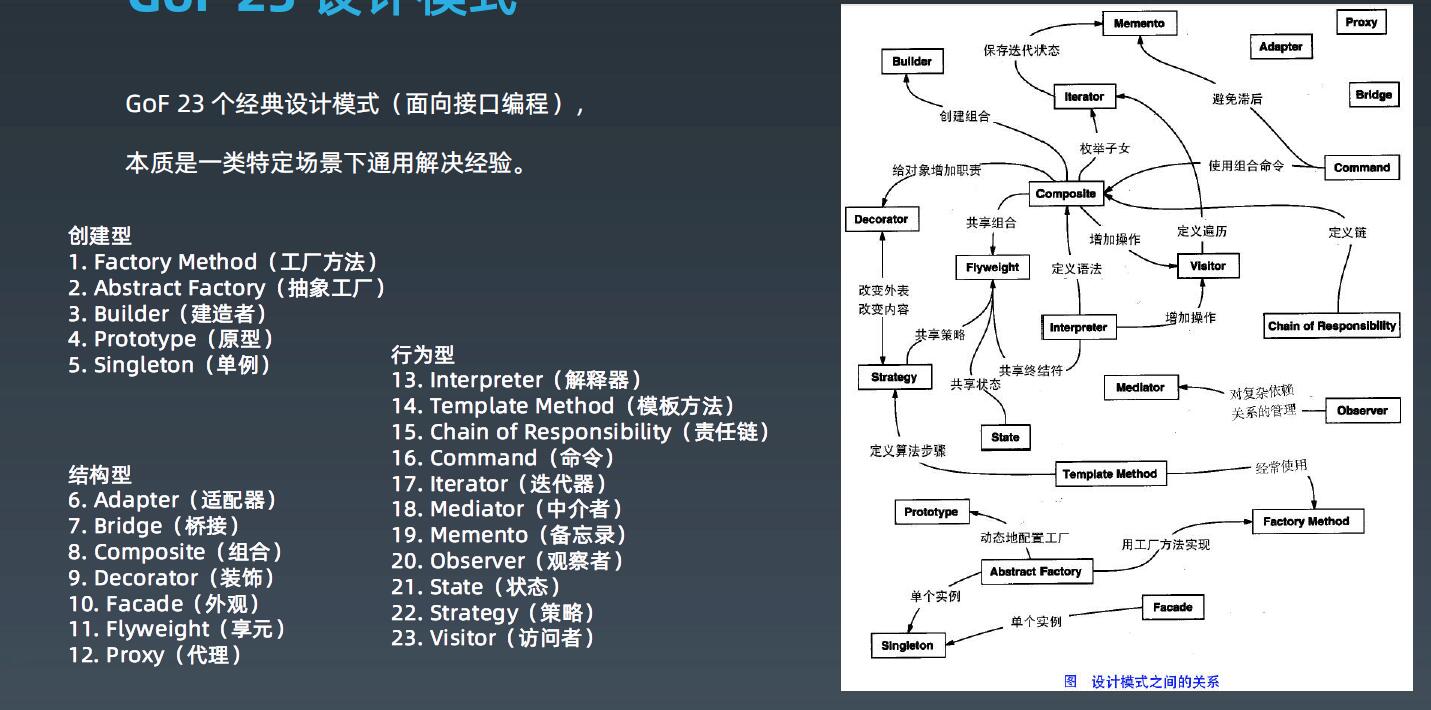 GoF 23 设计模式
GoF 23 个经典设计模式（面向接口编程），
本质是一类特定场景下通用解决经验。
创建型
1. Factory Method（工厂方法）
2. Abstract Factory（抽象工厂）
3. Builder（建造者）
4. Prototype（原型）
5. Singleton（单例）
结构型
6. Adapter（适配器）
7. Bridge（桥接）
8. Composite（组合）
9. Decorator（装饰）
10. Facade（外观）
11. Flyweight（享元）
12. Proxy（代理）
行为型
13. Interpreter（解释器）
14. Template Method（模板方法）
15. Chain of Responsibility（责任链）
16. Command（命令）
17. Iterator（迭代器）
18. Mediator（中介者）
19. Memento（备忘录）
20. Observer（观察者）
21. State（状态）
22. Strategy（策略）
23. Visitor（访问者）
Memento
Proxy
Adapter
保存迭代状态
Builder
Iterator
Bridge
避免滞后
创建组合
枚举子女
使用组合命令
Command
给对象增加职责
Composite
Decorator
共享组合
增加操作
定义遍历
定义链
Flyweight
定义语法
Visitor
改变外表
改变内容
增加操作
Interpreter
Chain of Responsibility
共享策略
共享终结符
Strategy
共享状态
Mediator
对复杂依赖
关系的管理
Observer
State
定义算法步骤
Template Method
经常使用
Prototype
Factory Method
动态地配置工厂
用工厂方法实现
Abstract Factory
单个实例
Facade
单个实例
Singleton
图 设计模式之间的关系